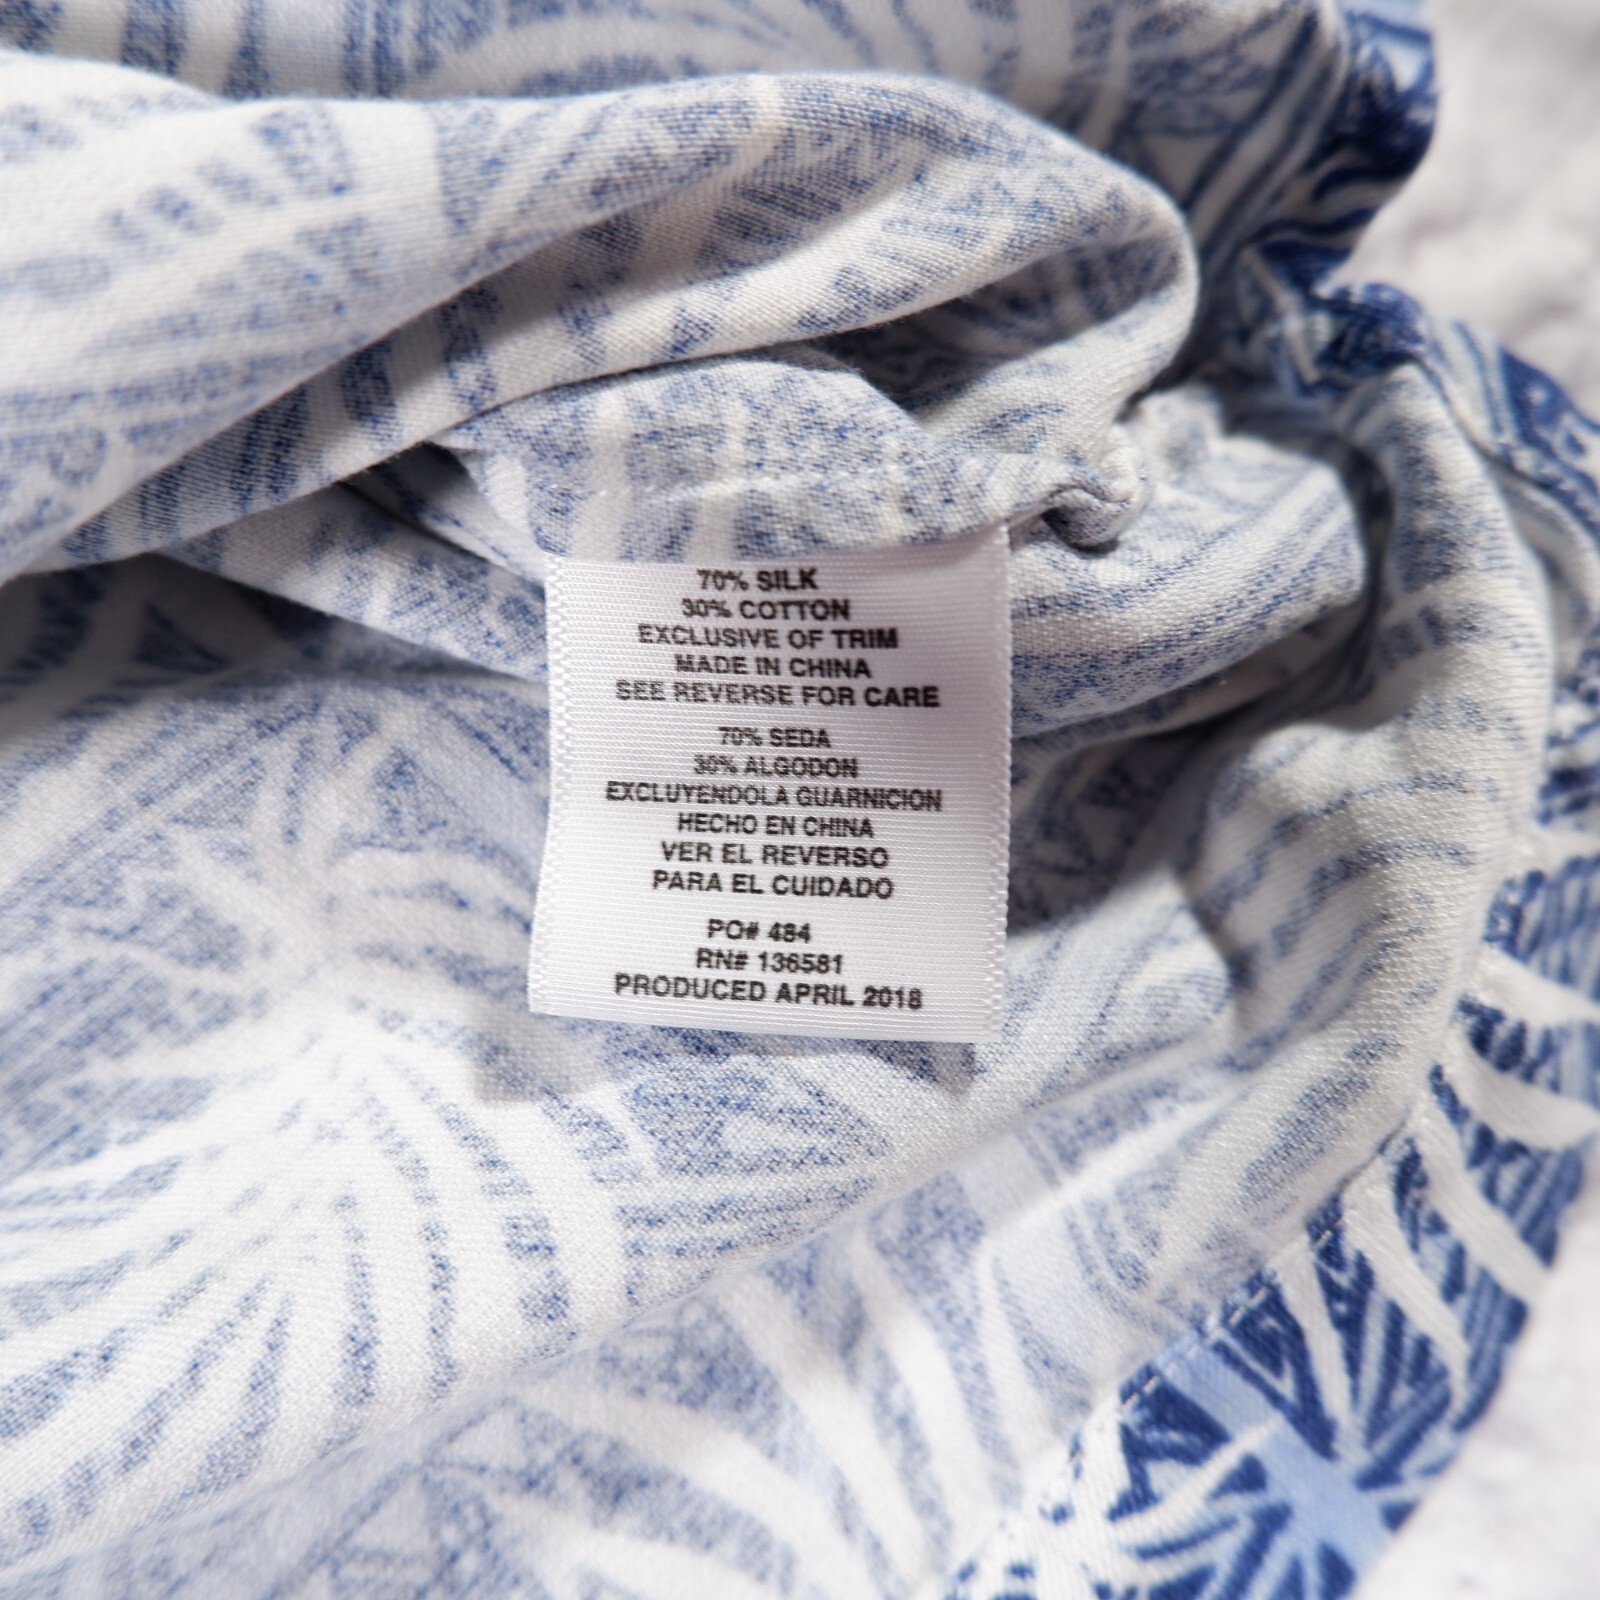 70% SILK
30% COTTON
EXCLUSIVE OF TRIM
MADE IN CHINA
SEE REVERSE FOR CARE
70% SEDA
30% ALGODON
EXCLUYENDOLA GUARNICION
HECHO EN CHINA
VER EL REVERSO
PARA EL CUIDADO
PO# 484
RN# 136581
PRODUCED APRIL 2018